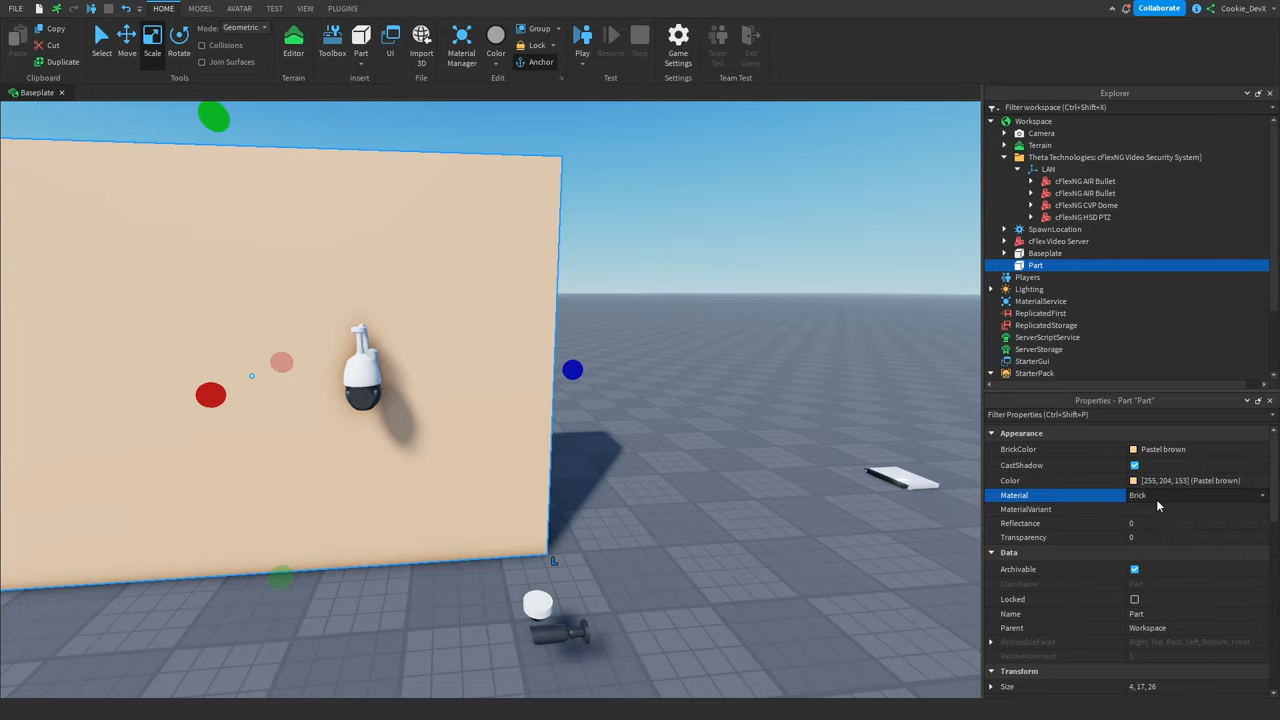 FILE HOME MODEL AVATAR TEST VIEW PLUGINS Collaborate Cookie_DevX
Paste Copy Cut Duplicate Clipboard
Select Move Scale Rotate Mode: Geometric Collisions Join Surfaces Tools
Editor Terrain
Toolbox Part UI Insert
Import 3D File
Material Manager Color Group Lock Anchor Edit
Play Resume Stop Test
Game Settings Settings
Team Test Exit Game Team Test
Baseplate
L
Explorer
Filter workspace (Ctrl+Shift+X)
Workspace
Camera
Terrain
Theta Technologies: cFlexNG Video Security System]
LAN
cFlexNG AIR Bullet
cFlexNG AIR Bullet
cFlexNG CVP Dome
cFlexNG HSD PTZ
SpawnLocation
cFlex Video Server
Baseplate
Part
Players
Lighting
MaterialService
ReplicatedFirst
ReplicatedStorage
ServerScriptService
ServerStorage
StarterGui
StarterPack
Properties - Part "Part"
Filter Properties (Ctrl+Shift+P)
Appearance
BrickColor Pastel brown
CastShadow
Color [255, 204, 153] (Pastel brown)
Material Brick
MaterialVariant
Reflectance 0
Transparency 0
Data
Archivable
ClassName Part
Locked
Name Part
Parent Workspace
ResizeableFaces Right, Top, Back, Left, Bottom, Front
ResizeIncrement 1
Transform
Size 4, 17, 26